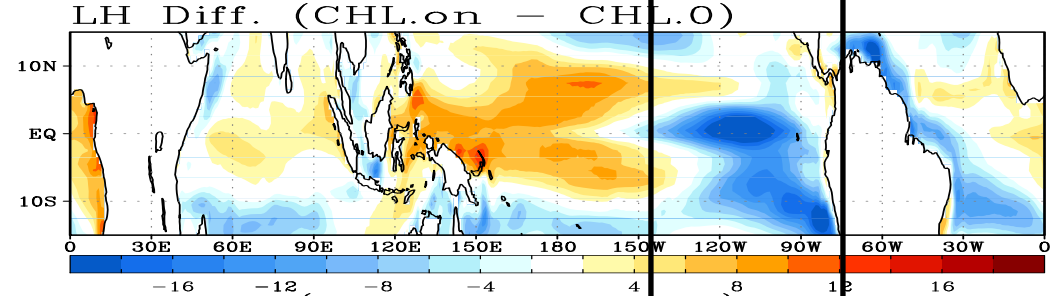 LH Diff. (CHL.on − CHL.0)
10N
EQ
10S
0 30E 60E 90E 120E 150E 180 150W 120W 90W 60W 30W 0
−16 −12 −8 −4 4 8 12 16